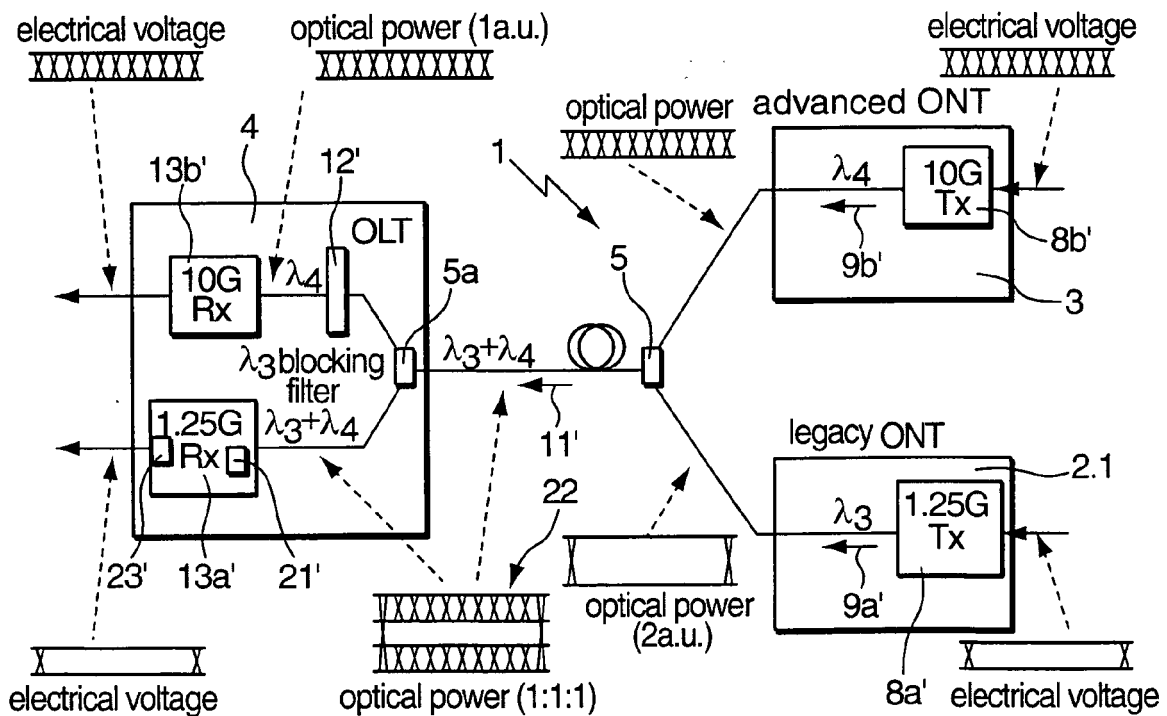 electrical voltage
optical power (1a.u.)
electrical voltage
optical power
advanced ONT
4
13b'
12'
1
OLT
10G
Rx
λ4
5a
5
λ4
10G
Tx
9b'
8b'
3
λ3 blocking
filter
λ3+λ4
11'
1.25G
Rx
λ3+λ4
legacy ONT
2.1
λ3
1.25G
Tx
9a'
8a'
23'
13a'
21'
22
optical power
(2a.u.)
electrical voltage
optical power (1:1:1)
electrical voltage